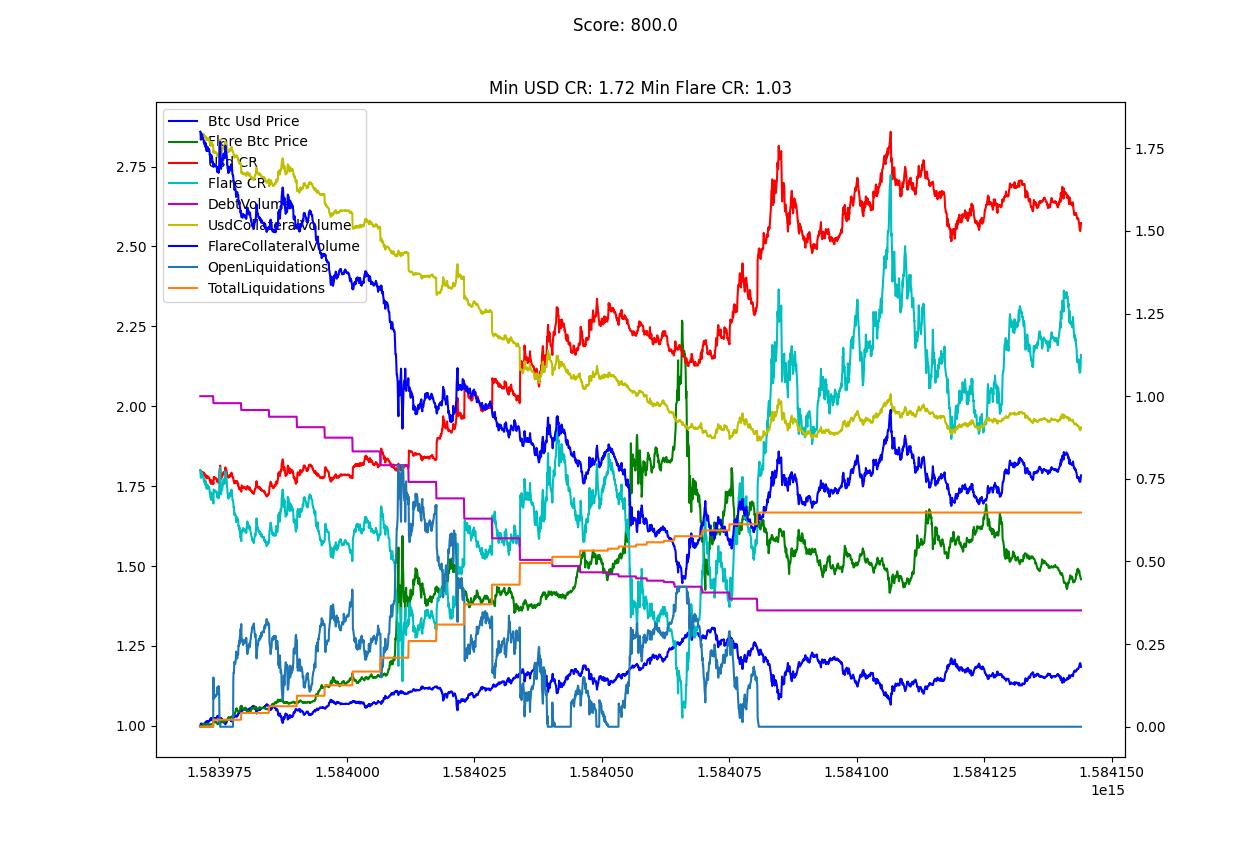 Score: 800.0
Min USD CR: 1.72 Min Flare CR: 1.03
Btc Usd Price
Flare Btc Price
Usd CR
Flare CR
DebtVolume
UsdCollateralVolume
FlareCollateralVolume
OpenLiquidations
TotalLiquidations
2.75
2.50
2.25
2.00
1.75
1.50
1.25
1.00
1.75
1.50
1.25
1.00
0.75
0.50
0.25
0.00
1.583975
1.584000
1.584025
1.584050
1.584075
1.584100
1.584125
1.584150
1e15